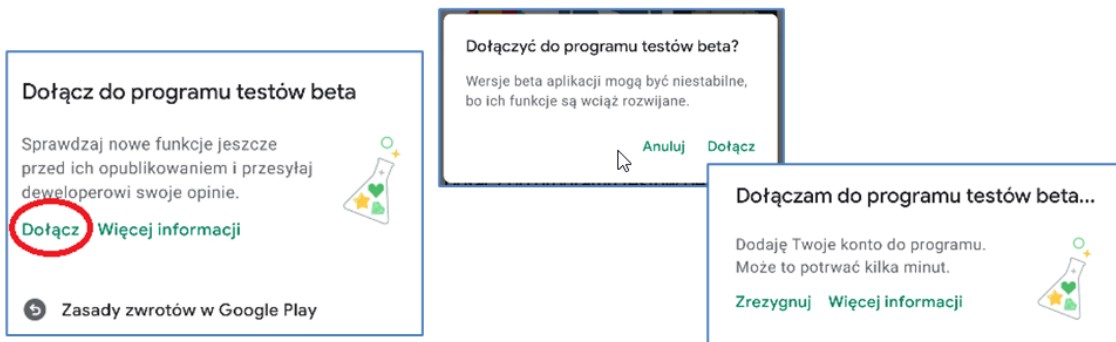 Dołącz do programu testów beta
Sprawdzaj nowe funkcje jeszcze
przed ich opublikowaniem i przesyłaj
deweloperowi swoje opinie.
Dołącz Więcej informacji
Zasady zwrotów w Google Play
Dołączyć do programu testów beta?
Wersje beta aplikacji mogą być niestabilne,
bo ich funkcje są wciąż rozwijane.
Anuluj Dołącz
Dołączam do programu testów beta...
Dodaję Twoje konto do programu.
Może to potrwać kilka minut.
Zrezygnuj Więcej informacji